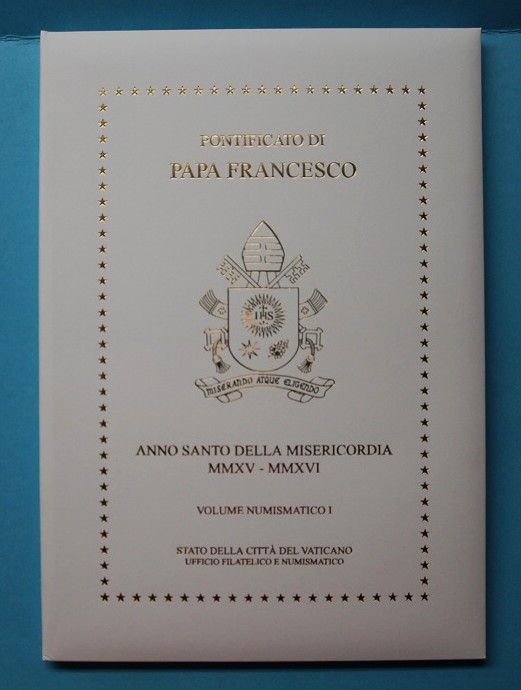 PONTIFICATO DI
PAPA FRANCESCO
IHS
MISERANDO ATQUE ELIGENDO
ANNO SANTO DELLA MISERICORDIA
MMXV - MMXVI
VOLUME NUMISMATICO I
STATO DELLA CITTÀ DEL VATICANO
UFFICIO FILATELICO E NUMISMATICO